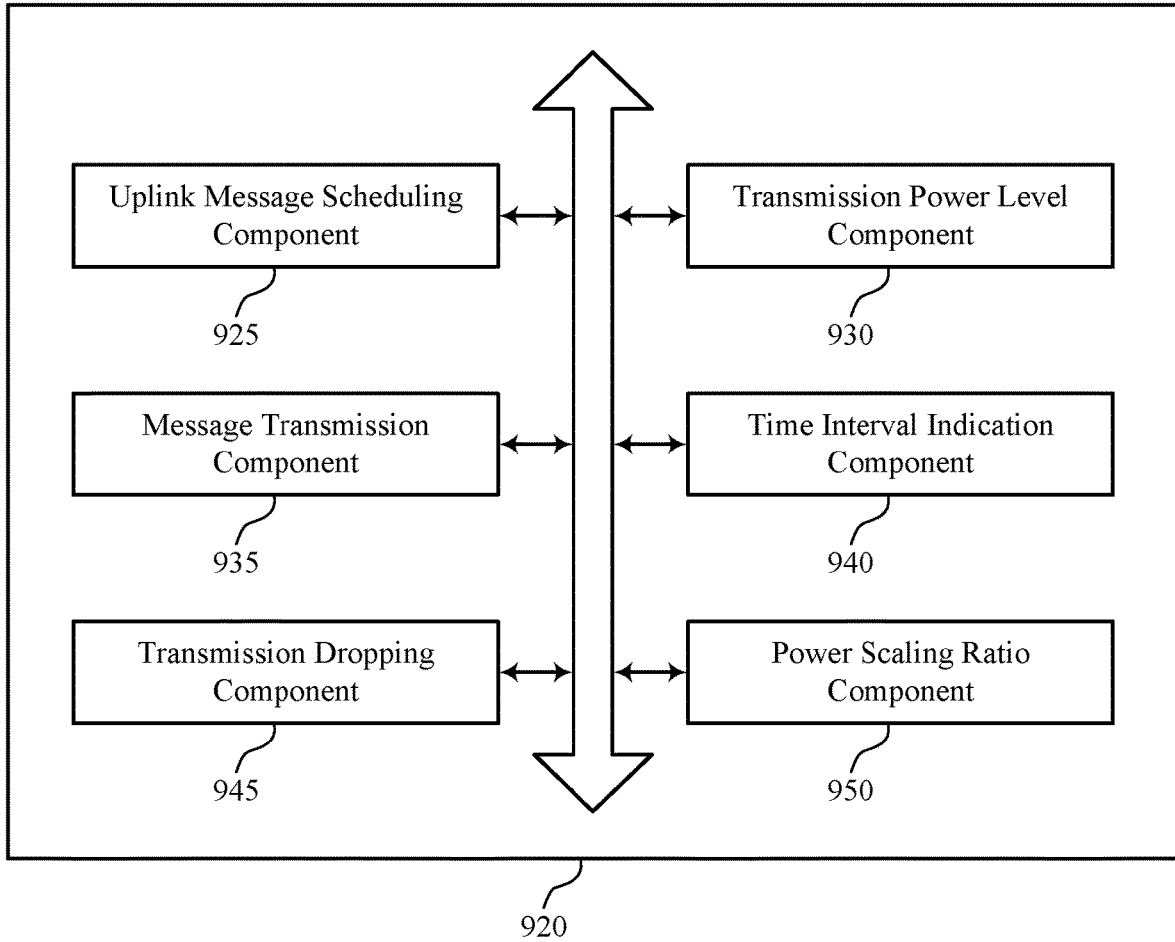 Uplink Message Scheduling
Component
925
Transmission Power Level
Component
930
Message Transmission
Component
935
Time Interval Indication
Component
940
Transmission Dropping
Component
945
Power Scaling Ratio
Component
950
920